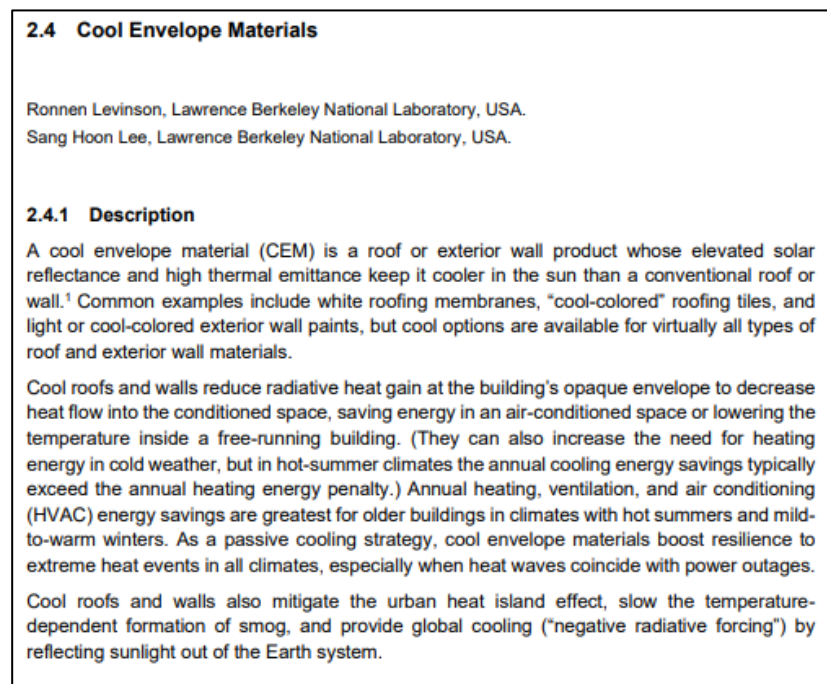 2.4 Cool Envelope Materials
Ronnen Levinson, Lawrence Berkeley National Laboratory, USA.
Sang Hoon Lee, Lawrence Berkeley National Laboratory, USA.
2.4.1 Description
A cool envelope material (CEM) is a roof or exterior wall product whose elevated solar
reflectance and high thermal emittance keep it cooler in the sun than a conventional roof or
wall.¹ Common examples include white roofing membranes, “cool-colored” roofing tiles, and
light or cool-colored exterior wall paints, but cool options are available for virtually all types of
roof and exterior wall materials.
Cool roofs and walls reduce radiative heat gain at the building’s opaque envelope to decrease
heat flow into the conditioned space, saving energy in an air-conditioned space or lowering the
temperature inside a free-running building. (They can also increase the need for heating
energy in cold weather, but in hot-summer climates the annual cooling energy savings typically
exceed the annual heating energy penalty.) Annual heating, ventilation, and air conditioning
(HVAC) energy savings are greatest for older buildings in climates with hot summers and mild-
to-warm winters. As a passive cooling strategy, cool envelope materials boost resilience to
extreme heat events in all climates, especially when heat waves coincide with power outages.
Cool roofs and walls also mitigate the urban heat island effect, slow the temperature-
dependent formation of smog, and provide global cooling (“negative radiative forcing”) by
reflecting sunlight out of the Earth system.